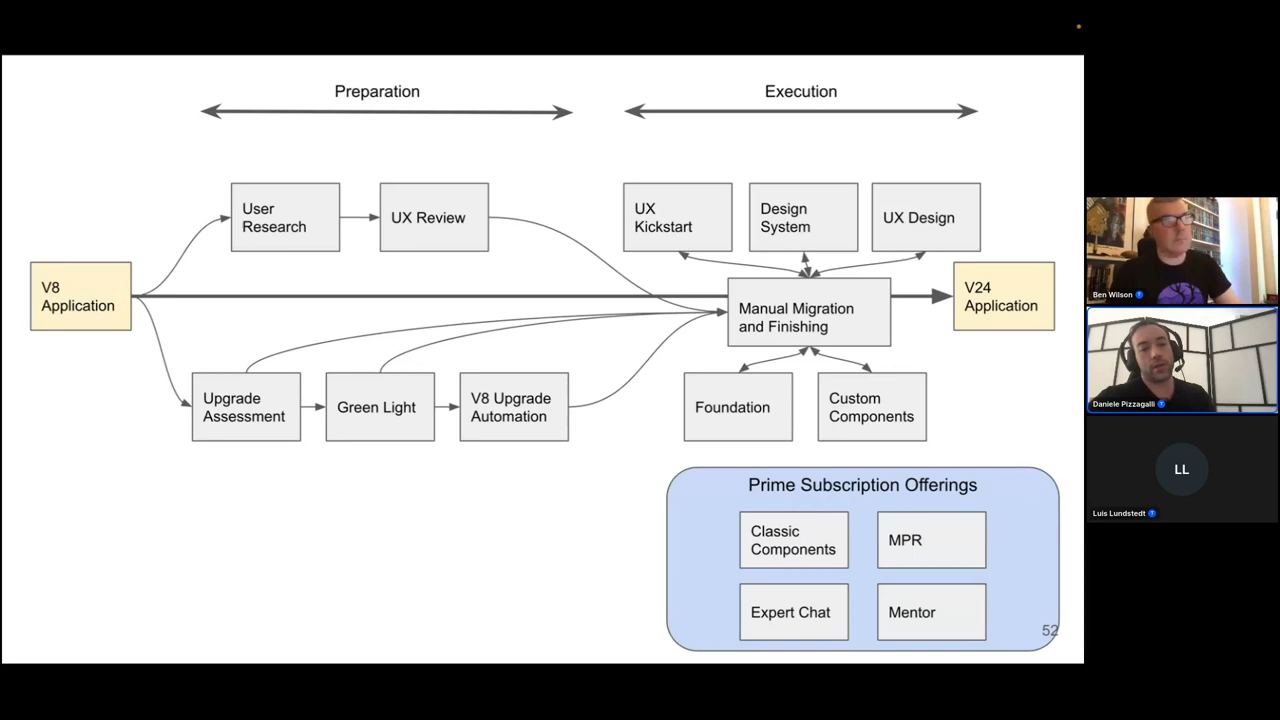 Preparation
Execution
User
Research
UX Review
UX
Kickstart
Design
System
UX Design
V8
Application
Manual Migration
and Finishing
V24
Application
Upgrade
Assessment
Green Light
V8 Upgrade
Automation
Foundation
Custom
Components
Prime Subscription Offerings
Classic
Components
MPR
Expert Chat
Mentor
52
Ben Wilson
Daniele Pizzagalli
LL
Luis Lundstedt